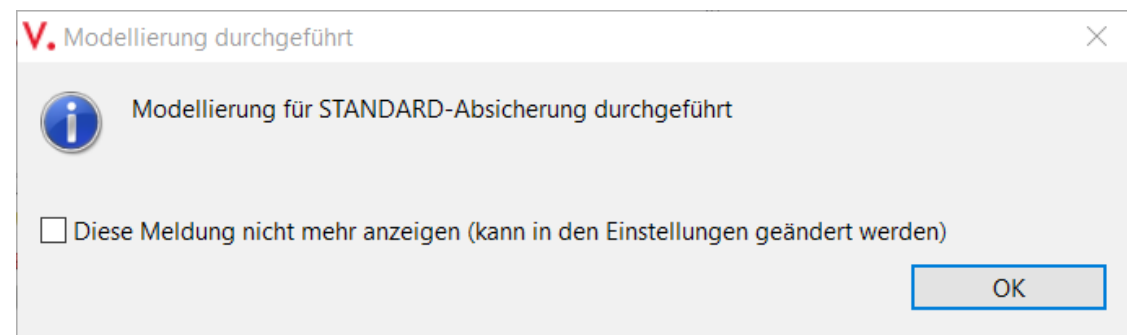 V. Modellierung durchgeführt
Modellierung für STANDARD-Absicherung durchgeführt
Diese Meldung nicht mehr anzeigen (kann in den Einstellungen geändert werden)
OK